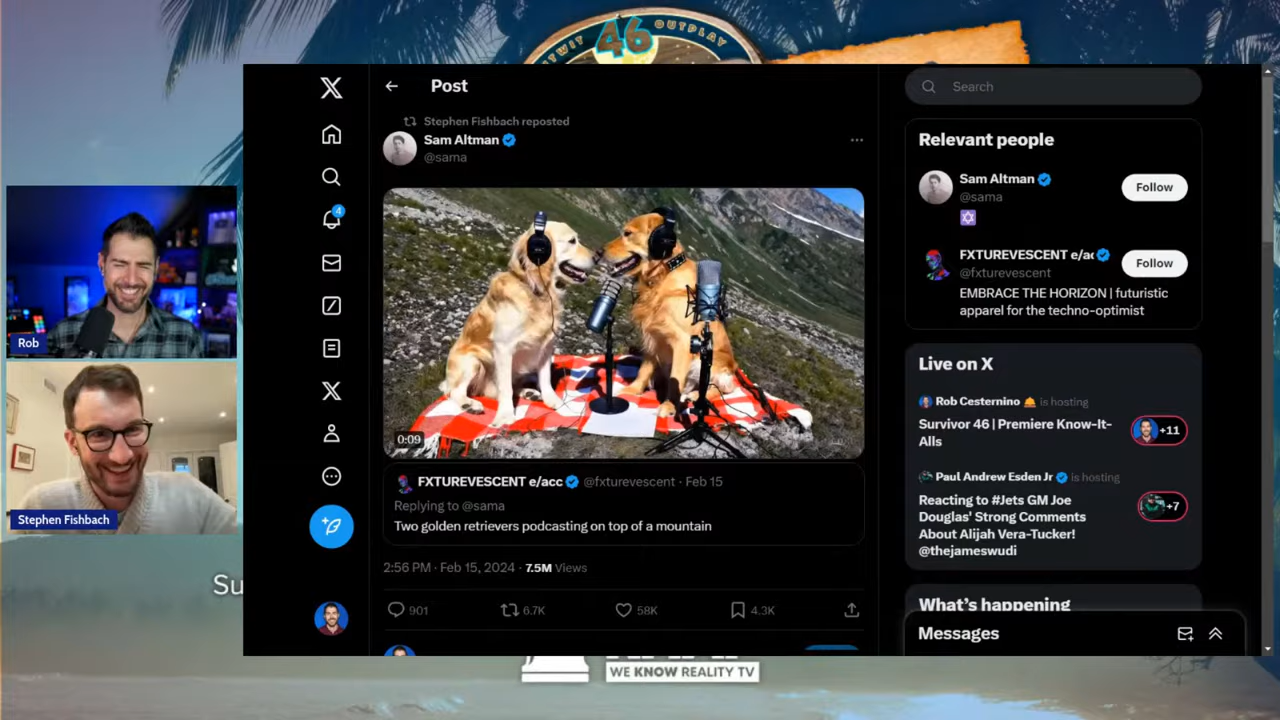 OUTWIT 46 OUTPLAY
Post
Search
Stephen Fishbach reposted
Sam Altman
@sama
0:09
FXTUREVESCENT e/acc @fxturevescent · Feb 15
Replying to @sama
Two golden retrievers podcasting on top of a mountain
2:56 PM · Feb 15, 2024 · 7.5M Views
901
6.7K
58K
4.3K
4
Relevant people
Sam Altman
@sama
Follow
FXTUREVESCENT e/ac
@fxturevescent
Follow
EMBRACE THE HORIZON | futuristic
apparel for the techno-optimist
Live on X
Rob Cesternino is hosting
Survivor 46 | Premiere Know-It-
Alls
+11
Paul Andrew Esden Jr is hosting
Reacting to #Jets GM Joe
Douglas' Strong Comments
About Alijah Vera-Tucker!
@thejameswudi
+7
What's happening
Messages
Rob
Stephen Fishbach
Su
WE KNOW REALITY TV